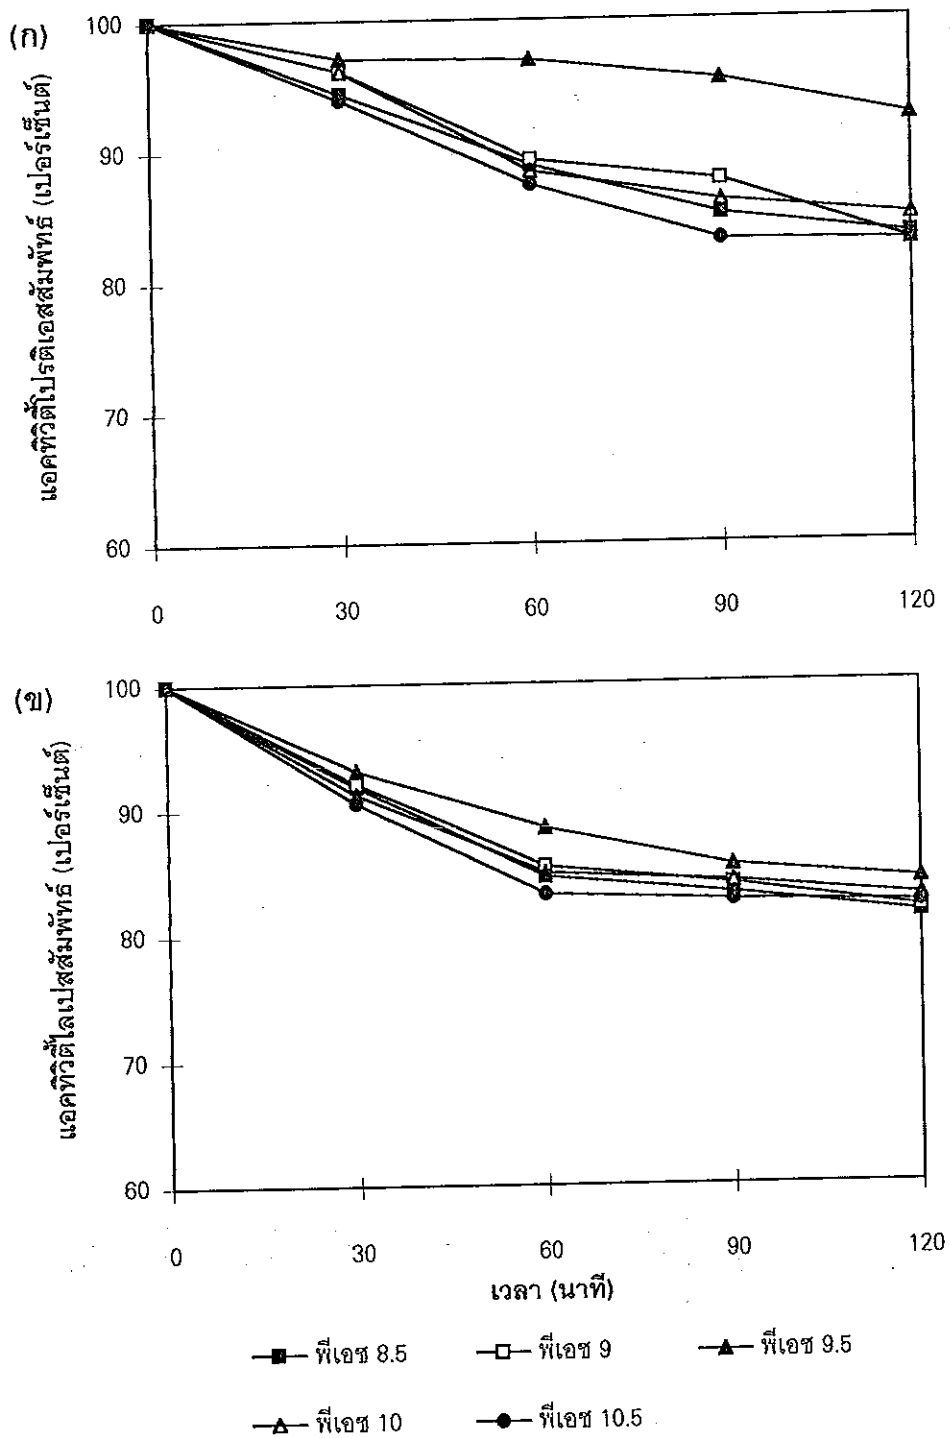 (ก)
แอคทิวิตี้โปรติเอสสัมพัทธ์ (เปอร์เซ็นต์)
100
90
80
70
60
0 30 60 90 120
(ข)
แอคทิวิตี้ไลเปสสัมพัทธ์ (เปอร์เซ็นต์)
100
90
80
70
60
0 30 60 90 120
เวลา (นาที)
พีเอช 8.5 พีเอช 9 พีเอช 9.5
พีเอช 10 พีเอช 10.5